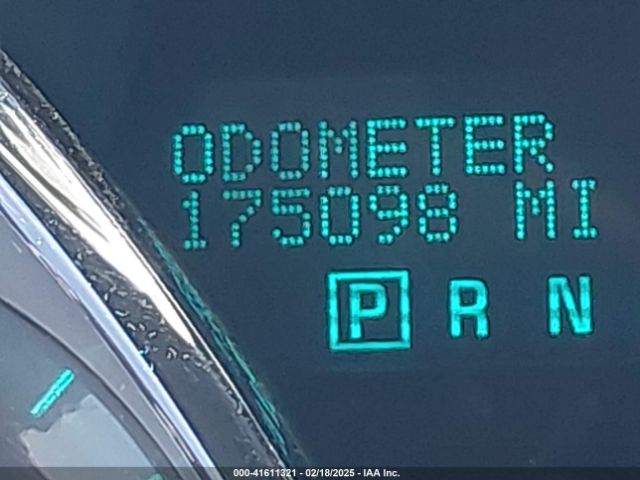 ODOMETER
175098 MI
P R N
000-41611321 - 02/18/2025 - IAA Inc.